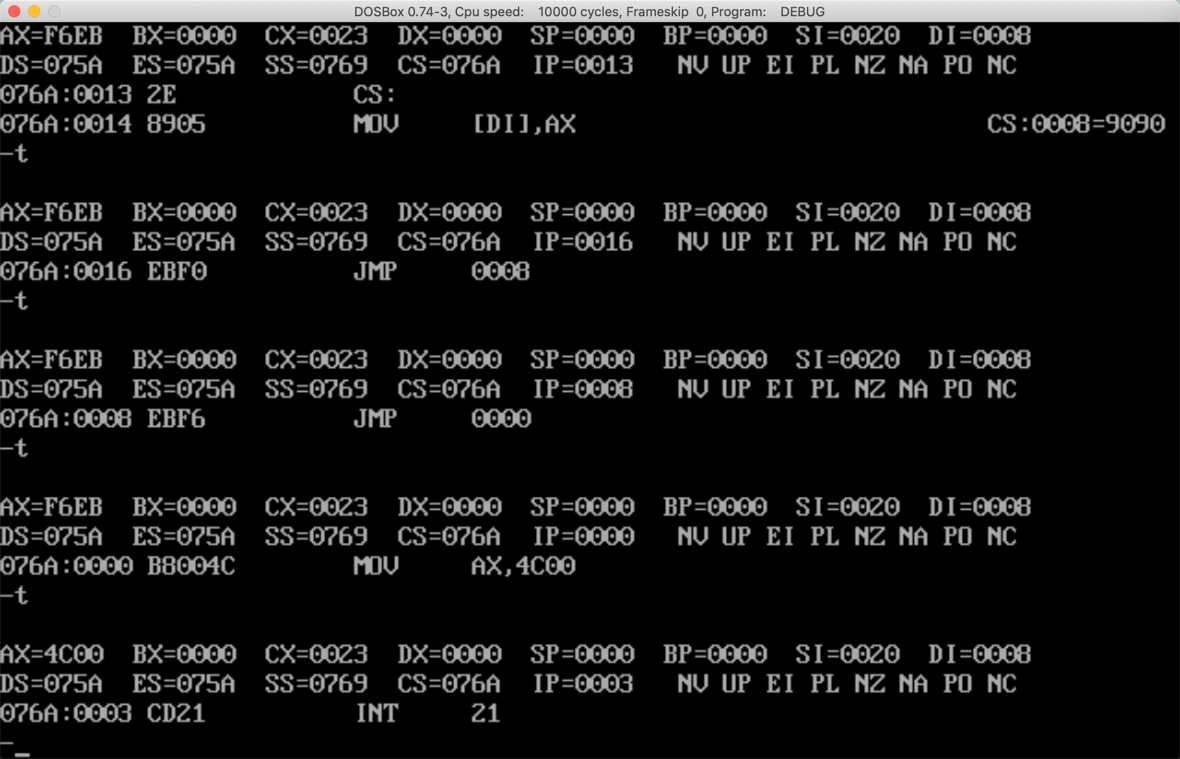 DOSBox 0.74-3, Cpu speed:    10000 cycles, Frameskip  0, Program:    DEBUG
AX=F6EB  BX=0000  CX=0023  DX=0000  SP=0000  BP=0000  SI=0020  DI=0008
DS=075A  ES=075A  SS=0769  CS=076A  IP=0013   NV UP EI PL NZ NA PO NC
076A:0013 2E            CS:
076A:0014 8905          MOV     [DI],AX                            CS:0008=9090
-t
AX=F6EB  BX=0000  CX=0023  DX=0000  SP=0000  BP=0000  SI=0020  DI=0008
DS=075A  ES=075A  SS=0769  CS=076A  IP=0016   NV UP EI PL NZ NA PO NC
076A:0016 EBF0          JMP     0008
-t
AX=F6EB  BX=0000  CX=0023  DX=0000  SP=0000  BP=0000  SI=0020  DI=0008
DS=075A  ES=075A  SS=0769  CS=076A  IP=0008   NV UP EI PL NZ NA PO NC
076A:0008 EBF6          JMP     0000
-t
AX=F6EB  BX=0000  CX=0023  DX=0000  SP=0000  BP=0000  SI=0020  DI=0008
DS=075A  ES=075A  SS=0769  CS=076A  IP=0000   NV UP EI PL NZ NA PO NC
076A:0000 B8004C        MOV     AX,4C00
-t
AX=4C00  BX=0000  CX=0023  DX=0000  SP=0000  BP=0000  SI=0020  DI=0008
DS=075A  ES=075A  SS=0769  CS=076A  IP=0003   NV UP EI PL NZ NA PO NC
076A:0003 CD21          INT     21
-_